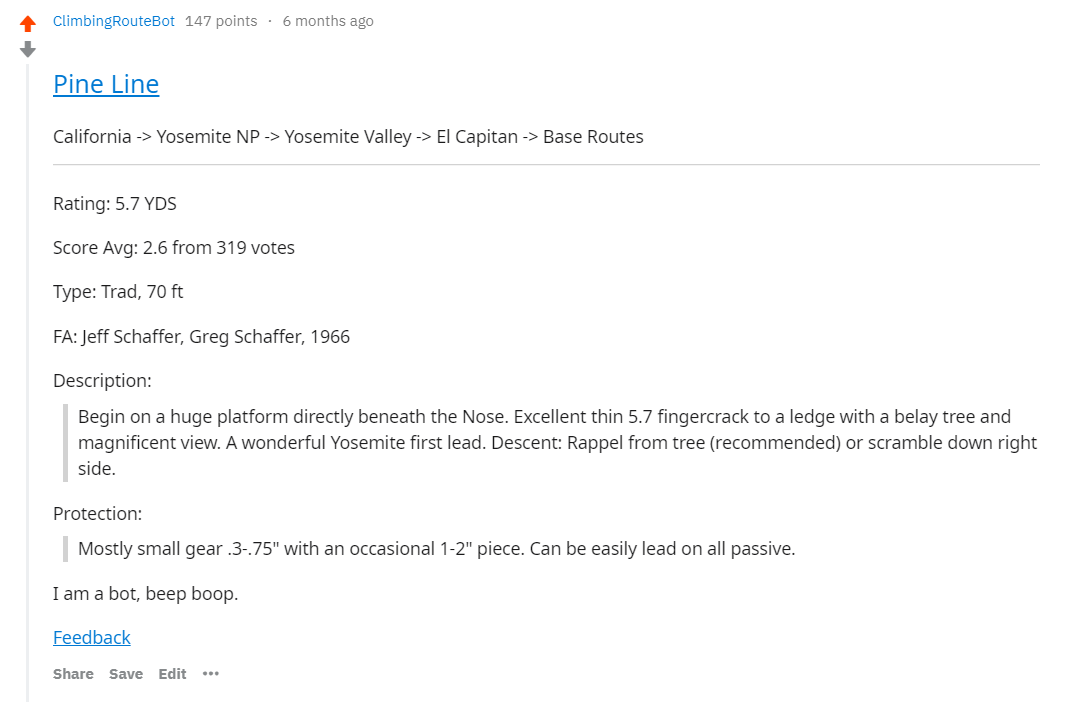 ClimbingRouteBot 147 points · 6 months ago
Pine Line
California -> Yosemite NP -> Yosemite Valley -> El Capitan -> Base Routes
Rating: 5.7 YDS
Score Avg: 2.6 from 319 votes
Type: Trad, 70 ft
FA: Jeff Schaffer, Greg Schaffer, 1966
Description:
Begin on a huge platform directly beneath the Nose. Excellent thin 5.7 fingercrack to a ledge with a belay tree and
magnificent view. A wonderful Yosemite first lead. Descent: Rappel from tree (recommended) or scramble down right
side.
Protection:
Mostly small gear .3-.75" with an occasional 1-2" piece. Can be easily lead on all passive.
I am a bot, beep boop.
Feedback
Share Save Edit •••